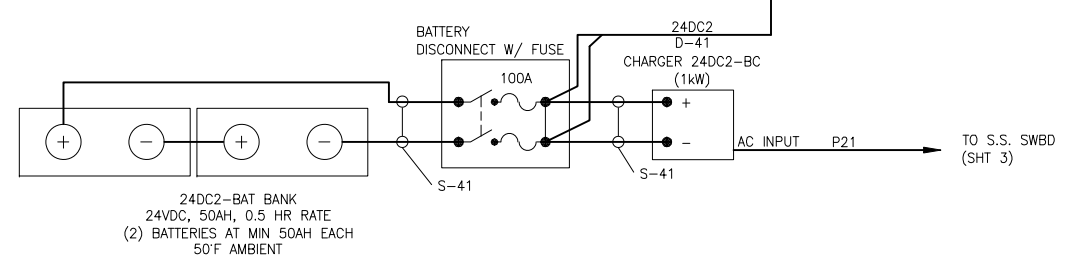 BATTERY
DISCONNECT W/ FUSE
100A
24DC2
D-41
CHARGER 24DC2-BC
(1kW)
+
-
+
-
+
-
AC INPUT
P21
TO S.S. SWBD
(SHT 3)
S-41
S-41
24DC2-BAT BANK
24VDC, 50AH, 0.5 HR RATE
(2) BATTERIES AT MIN 50AH EACH
50°F AMBIENT